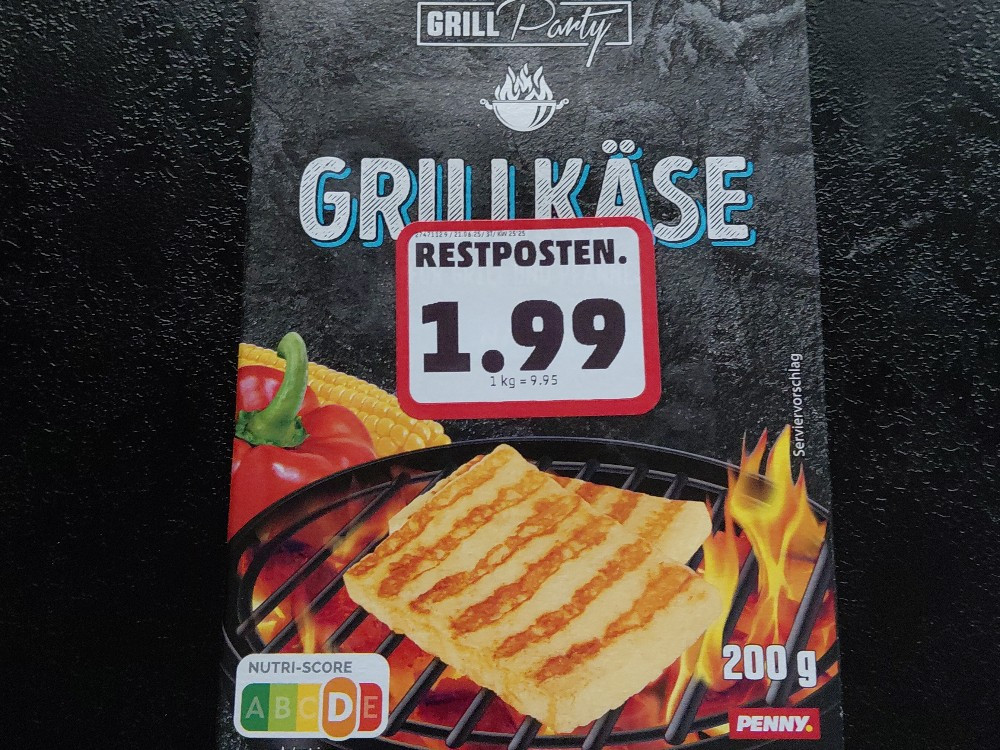 GRILL Party
GRILLKÄSE
RESTPOSTEN.
1.99
1 kg = 9.95
Serviervorschlag
NUTRI-SCORE
A B C D E
200 g
PENNY.